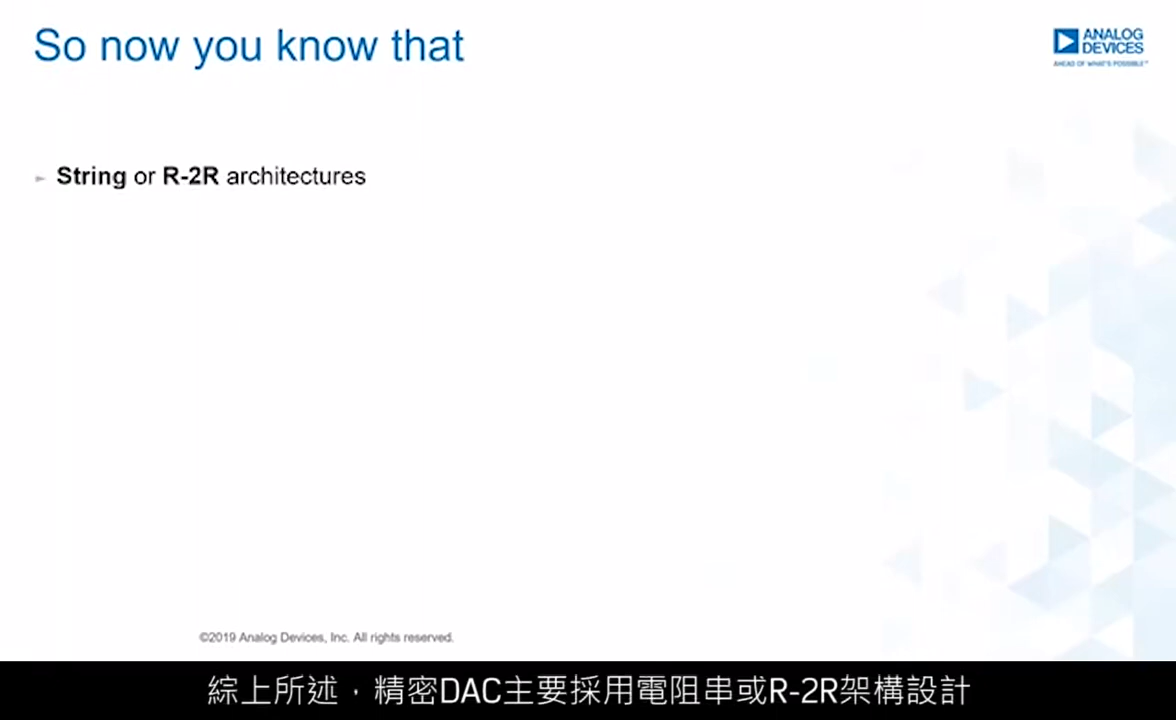 So now you know that
ANALOG
DEVICES
AHEAD OF WHAT'S POSSIBLE™
► String or R-2R architectures
©2019 Analog Devices, Inc. All rights reserved.
綜上所述，精密DAC主要採用電阻串或R-2R架構設計